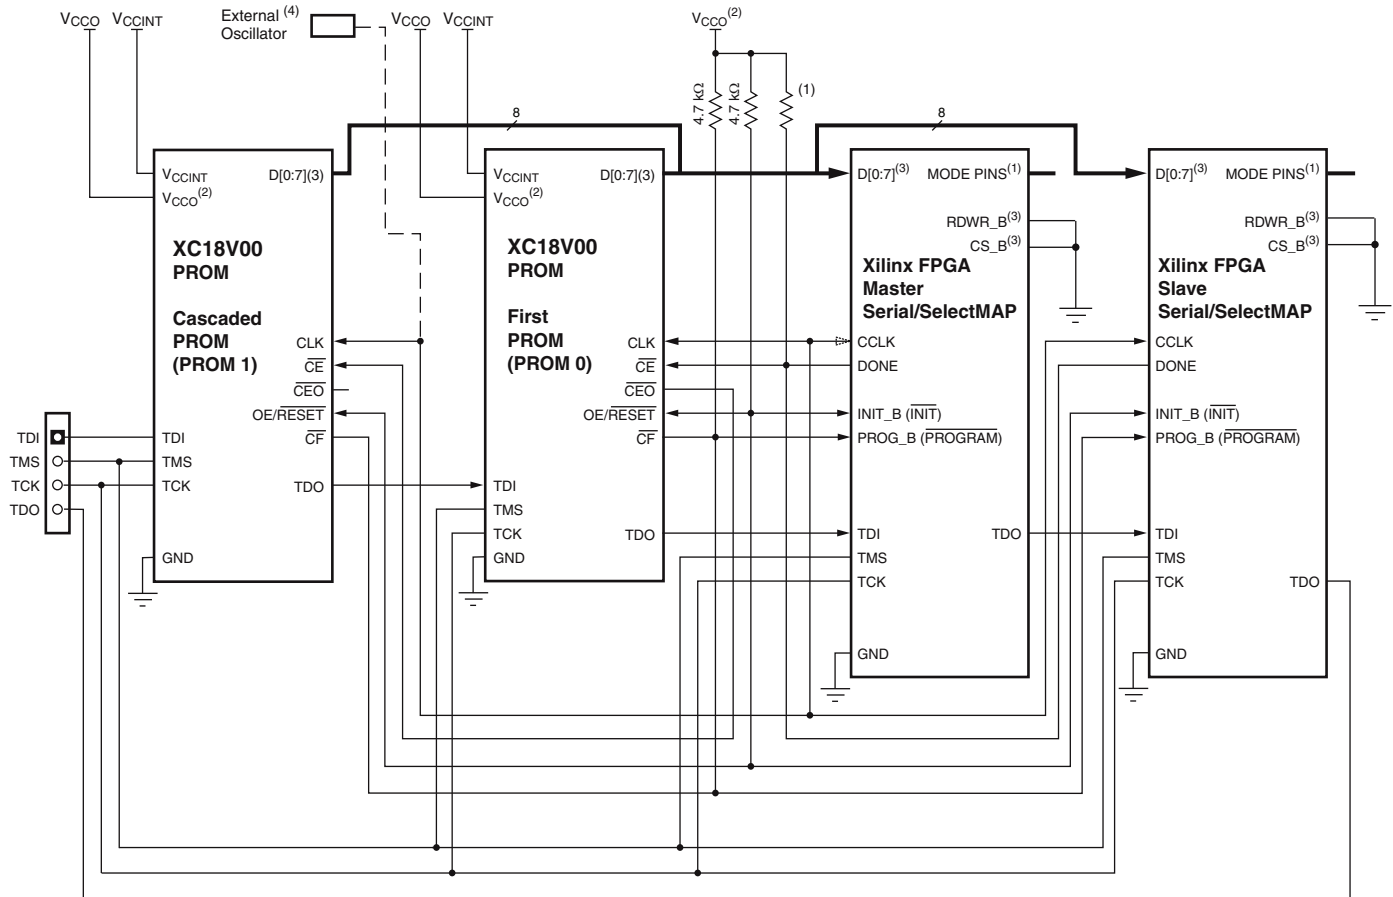 VCCO VCCINT
External (4)
Oscillator
VCCO VCCINT
VCCO(2)
4.7 kΩ
4.7 kΩ
(1)
8
8
VCCINT
VCCO(2)
D[0:7](3)
XC18V00
PROM
Cascaded
PROM
(PROM 1)
CLK
CE
CEO
OE/RESET
CF
TDI
TMS
TCK
TDO
GND
VCCINT
VCCO(2)
D[0:7](3)
XC18V00
PROM
First
PROM
(PROM 0)
CLK
CE
CEO
OE/RESET
CF
TDI
TMS
TCK
TDO
GND
D[0:7](3)
MODE PINS(1)
RDWR_B(3)
CS_B(3)
Xilinx FPGA
Master
Serial/SelectMAP
CCLK
DONE
INIT_B (INIT)
PROG_B (PROGRAM)
TDI
TMS
TCK
TDO
GND
D[0:7](3)
MODE PINS(1)
RDWR_B(3)
CS_B(3)
Xilinx FPGA
Slave
Serial/SelectMAP
CCLK
DONE
INIT_B (INIT)
PROG_B (PROGRAM)
TDI
TMS
TCK
TDO
GND
TDI
TMS
TCK
TDO